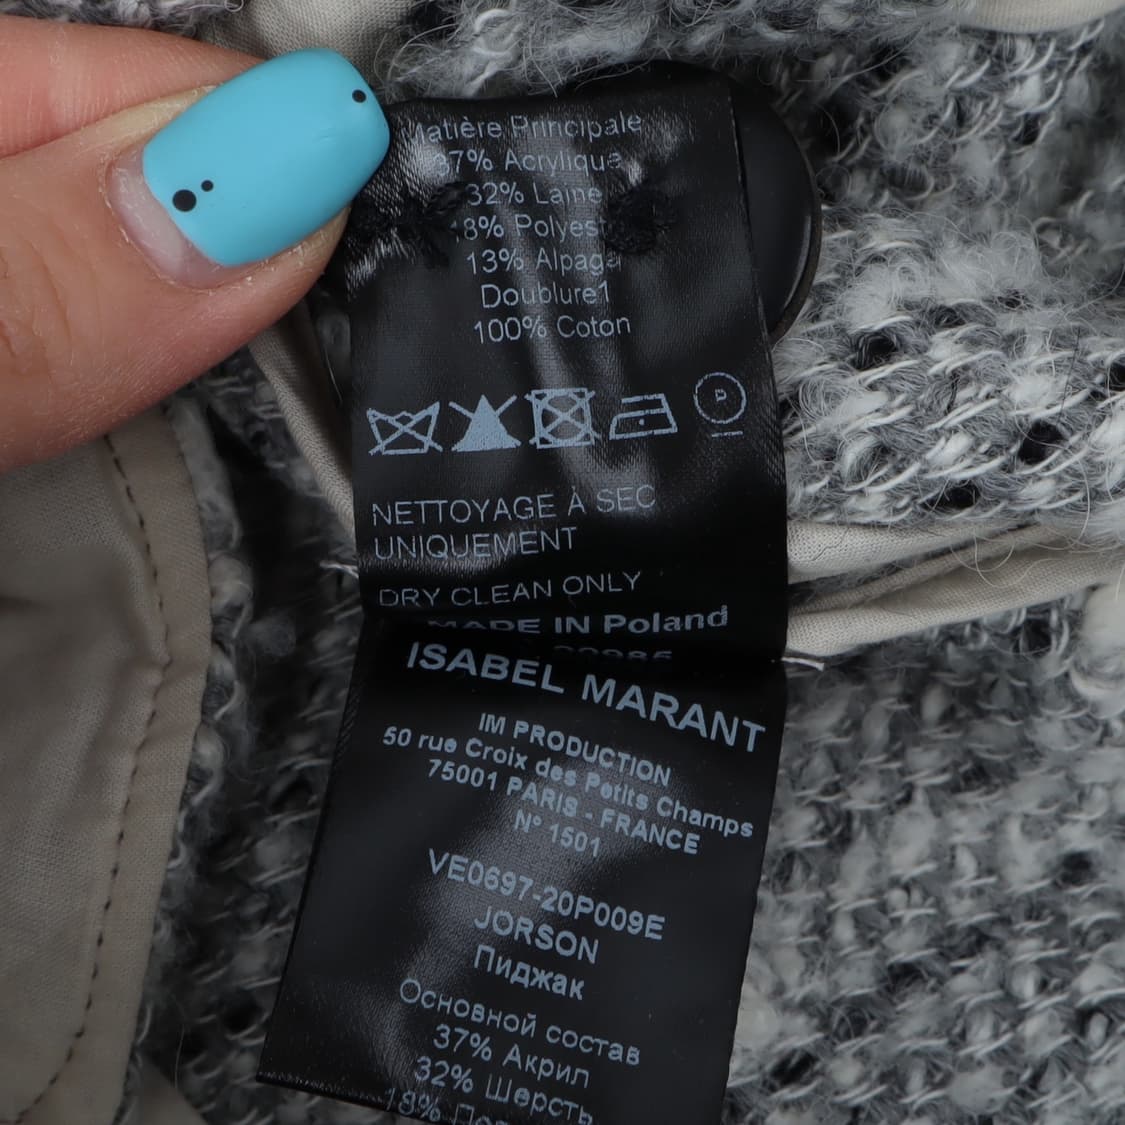 Matière Principale
37% Acrylique
32% Laine
18%
13% Alpaga
Doublure1
100% Coton
P
NETTOYAGE À SEC
UNIQUEMENT
DRY CLEAN ONLY
MADE IN Poland
ISABEL MARANT
IM PRODUCTION
50 rue Croix des Petits Champs
75001 PARIS - FRANCE
N° 1501
VE0697-20P009E
JORSON
Пиджак
Основной состав
37% Акрил
32% Шерсть
18%